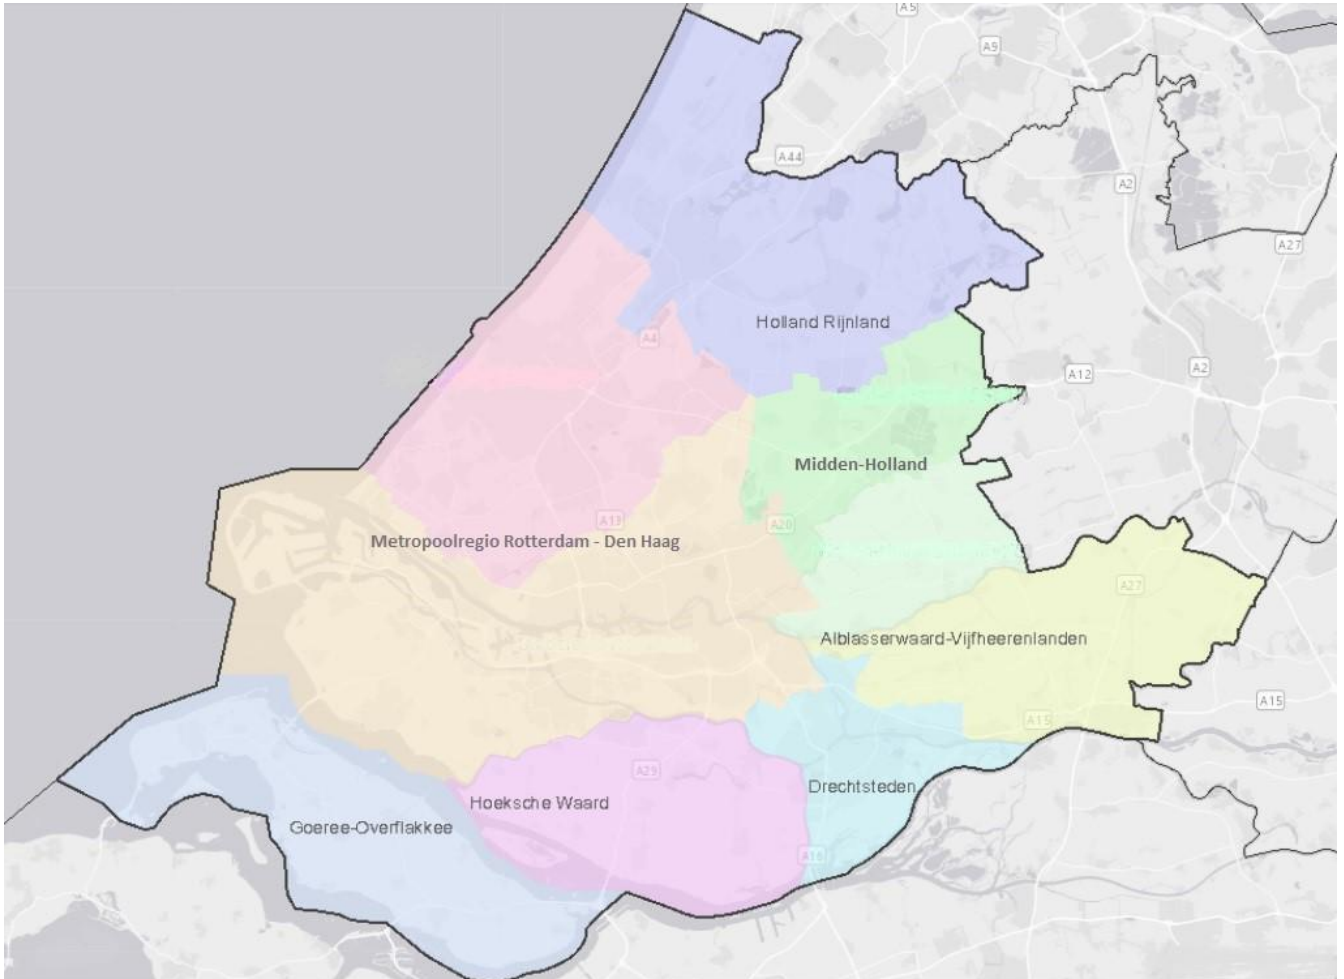 A5
A9
A44
A2
A27
Holland Rijnland
A4
A12
A2
Midden-Holland
A13
A20
Metropoolregio Rotterdam - Den Haag
A27
Alblasserwaard-Vijfheerenlanden
A15
A15
A29
Drechtsteden
Hoeksche Waard
Goeree-Overflakkee
A16